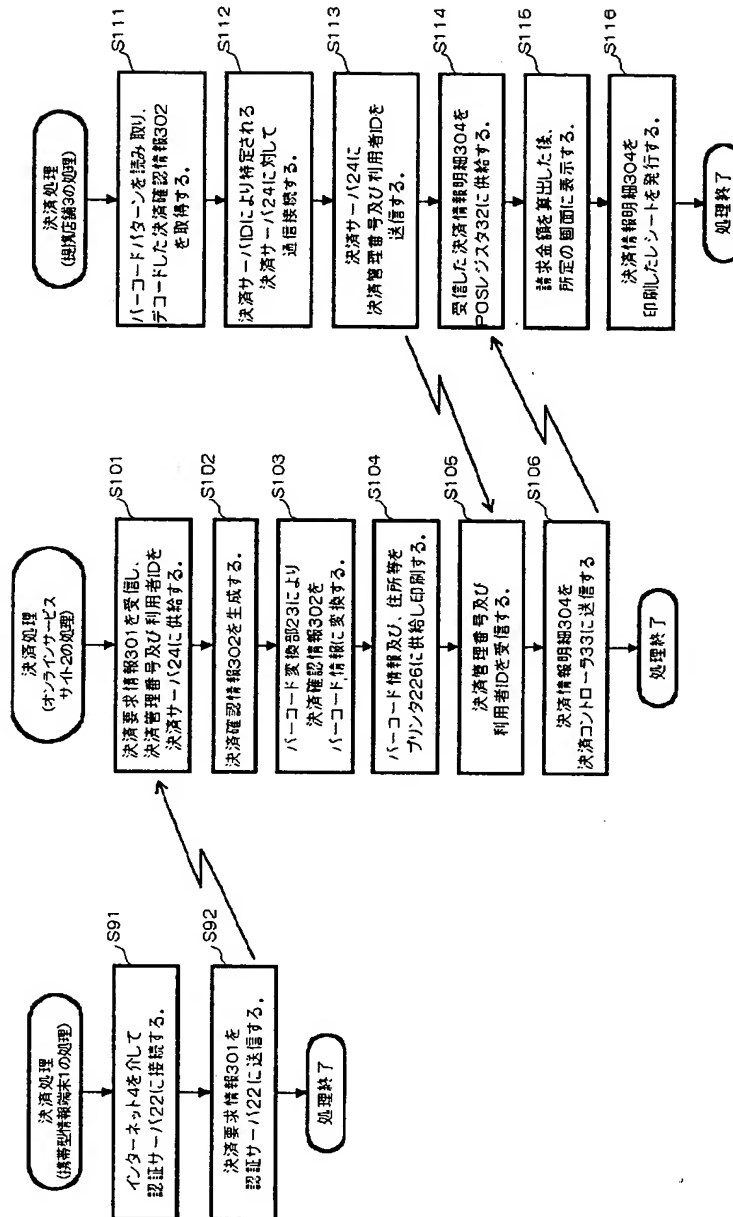 決済処理
(携帯型情報端末1の処理)
S91
インターネット4を介して
認証サーバ22に接続する。
S92
決済要求情報301を
認証サーバ22に送信する。
処理終了
決済処理
(オンラインサービス
サイト2の処理)
S101
決済要求情報301を受信し、
決済管理番号及び利用者IDを
決済サーバ24に供給する。
S102
決済確認情報302を生成する。
S103
バーコード変換部23により
決済確認情報302を
バーコード情報に変換する。
S104
バーコード情報及び、住所等を
プリンタ226に供給し印刷する。
S105
決済管理番号及び
利用者IDを受信する。
S106
決済情報明細304を
決済コントローラ33に送信する
処理終了
決済処理
(提携店舗3の処理)
S111
バーコードパターンを読み取り、
デコードした決済確認情報302
を取得する。
S112
決済サーバIDにより特定される
決済サーバ24に対して
通信接続する。
S113
決済サーバ24に
決済管理番号及び利用者IDを
送信する。
S114
受信した決済情報明細304を
POSレジスタ32に供給する。
S115
請求金額を算出した後、
所定の画面に表示する。
S116
決済情報明細304を
印刷したレシートを発行する。
処理終了